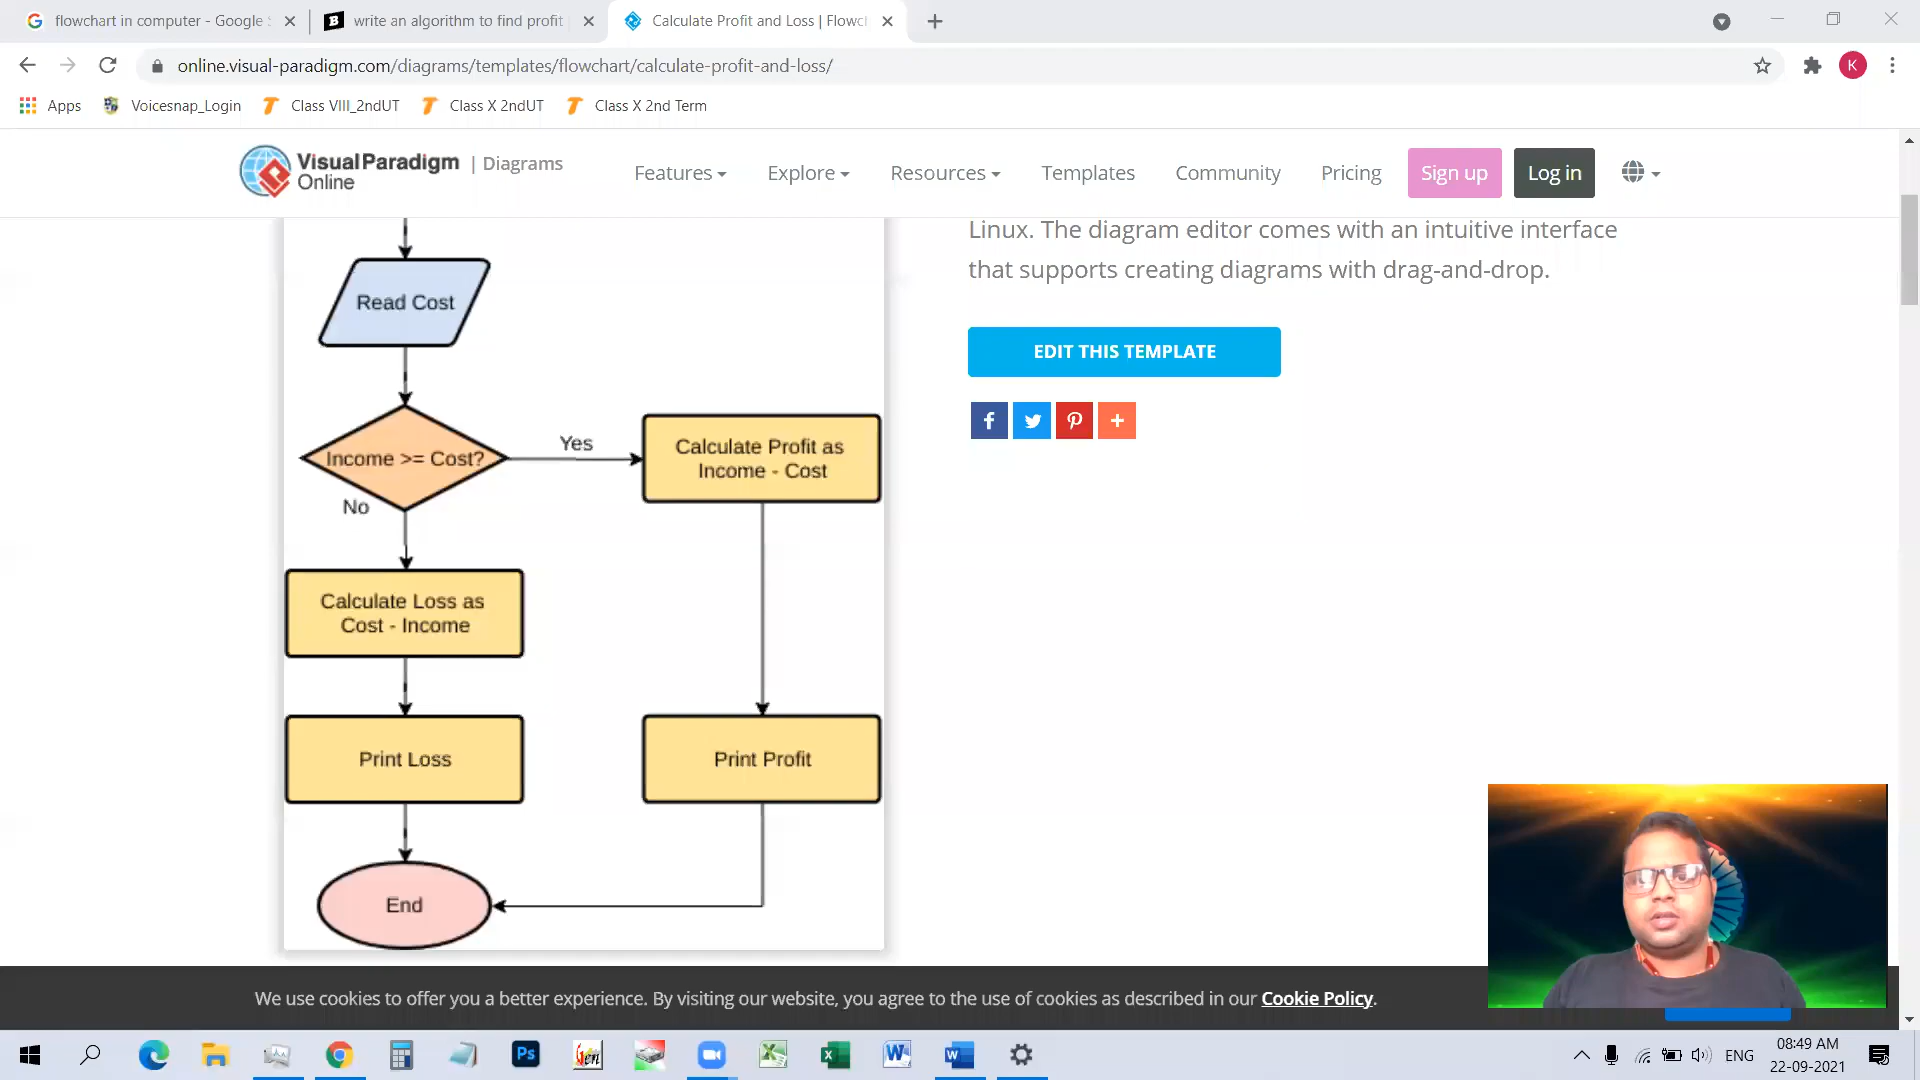 flowchart in computer - Google S
write an algorithm to find profit
Calculate Profit and Loss | Flowc
online.visual-paradigm.com/diagrams/templates/flowchart/calculate-profit-and-loss/
K
Apps
Voicesnap_Login
Class VIII_2ndUT
Class X 2ndUT
Class X 2nd Term
Visual Paradigm
Online
| Diagrams
Features
Explore
Resources
Templates
Community
Pricing
Sign up
Log in
Linux. The diagram editor comes with an intuitive interface
that supports creating diagrams with drag-and-drop.
EDIT THIS TEMPLATE
Read Cost
Income >= Cost?
Yes
No
Calculate Profit as
Income - Cost
Calculate Loss as
Cost - Income
Print Loss
Print Profit
End
We use cookies to offer you a better experience. By visiting our website, you agree to the use of cookies as described in our Cookie Policy.
Ps
ENG
08:49 AM
22-09-2021